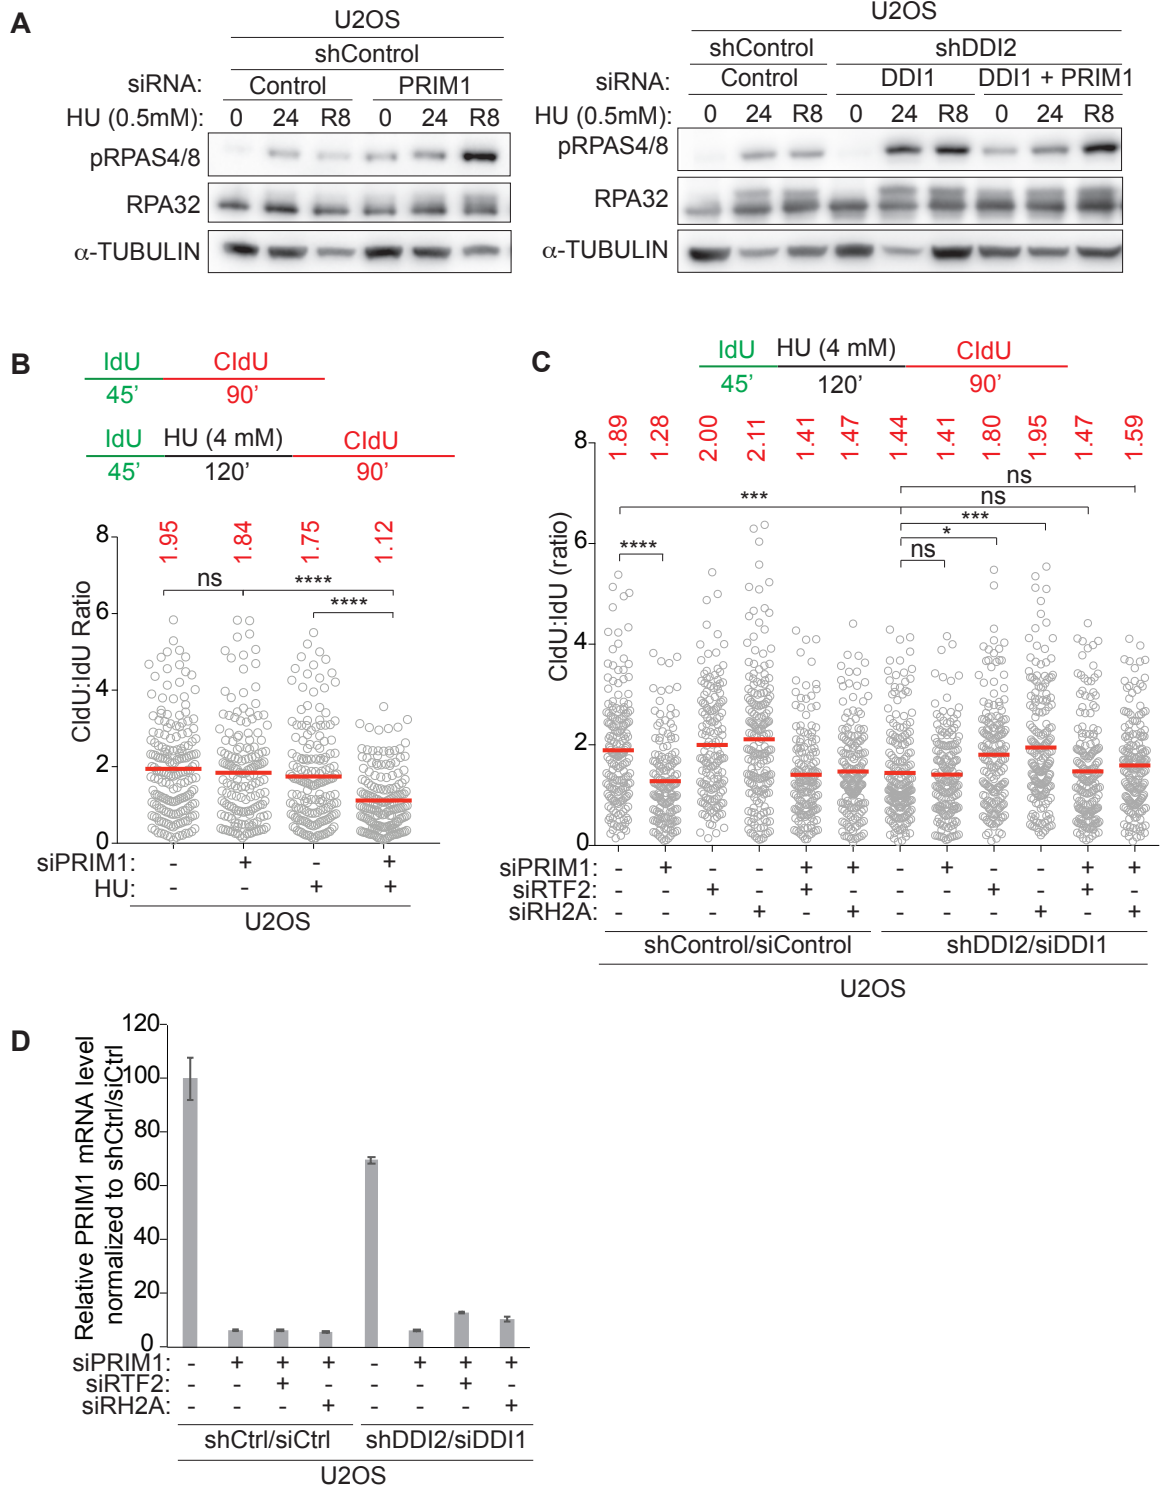 A
U2OS
shControl
siRNA: Control PRIM1
HU (0.5mM): 0 24 R8 0 24 R8
pRPAS4/8
RPA32
α-TUBULIN
U2OS
shControl shDDI2
siRNA: Control DDI1 DDI1 + PRIM1
HU (0.5mM): 0 24 R8 0 24 R8 0 24 R8
pRPAS4/8
RPA32
α-TUBULIN
B
IdU CldU
45' 90'
IdU HU (4 mM) CldU
45' 120' 90'
1.95 1.84 1.75 1.12
ns ****
****
CldU:IdU Ratio
8
6
4
2
0
siPRIM1: - + - +
HU: - - + +
U2OS
C
IdU HU (4 mM) CldU
45' 120' 90'
1.89 1.28 2.00 2.11 1.41 1.47 1.44 1.41 1.80 1.95 1.47 1.59
ns
*** ns
***
**** *
ns
CldU:IdU (ratio)
8
6
4
2
0
siPRIM1: - + - - + + - + - - + +
siRTF2: - - + - + - - - + - + -
siRH2A: - - - + - + - - - + - +
shControl/siControl shDDI2/siDDI1
U2OS
D
Relative PRIM1 mRNA level
normalized to shCtrl/siCtrl
120
100
80
60
40
20
0
siPRIM1: - + + + - + + +
siRTF2: - - + - - - + -
siRH2A: - - - + - - - +
shCtrl/siCtrl shDDI2/siDDI1
U2OS